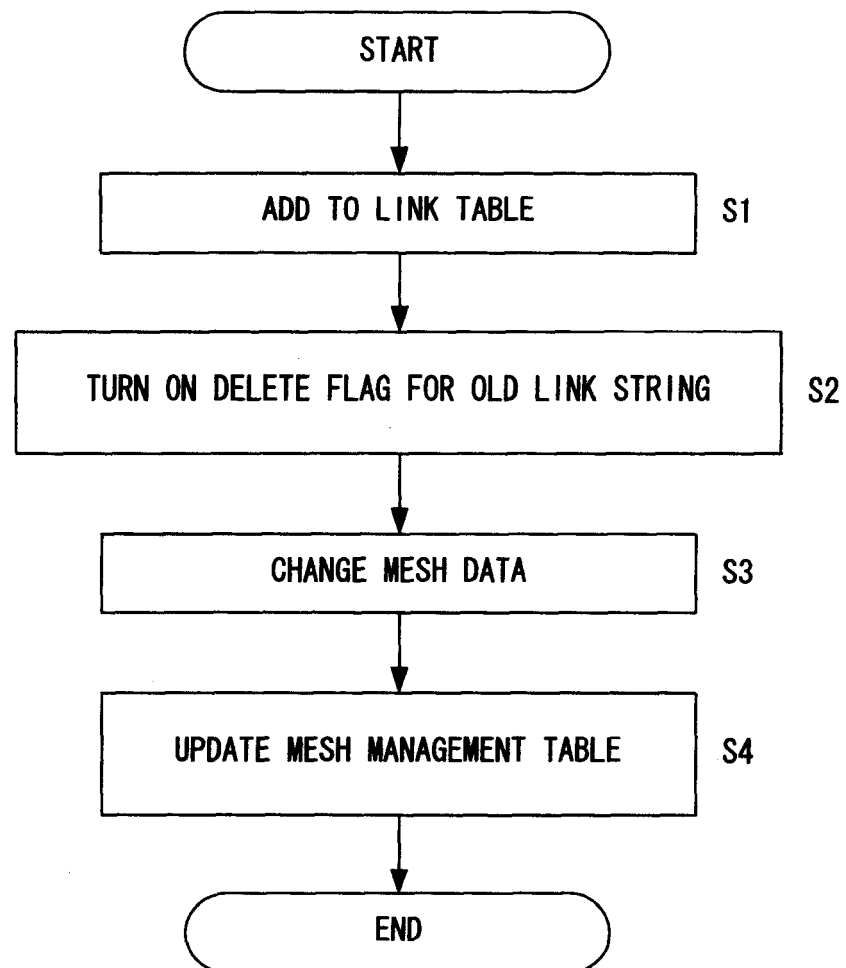 START
ADD TO LINK TABLE S1
TURN ON DELETE FLAG FOR OLD LINK STRING S2
CHANGE MESH DATA S3
UPDATE MESH MANAGEMENT TABLE S4
END